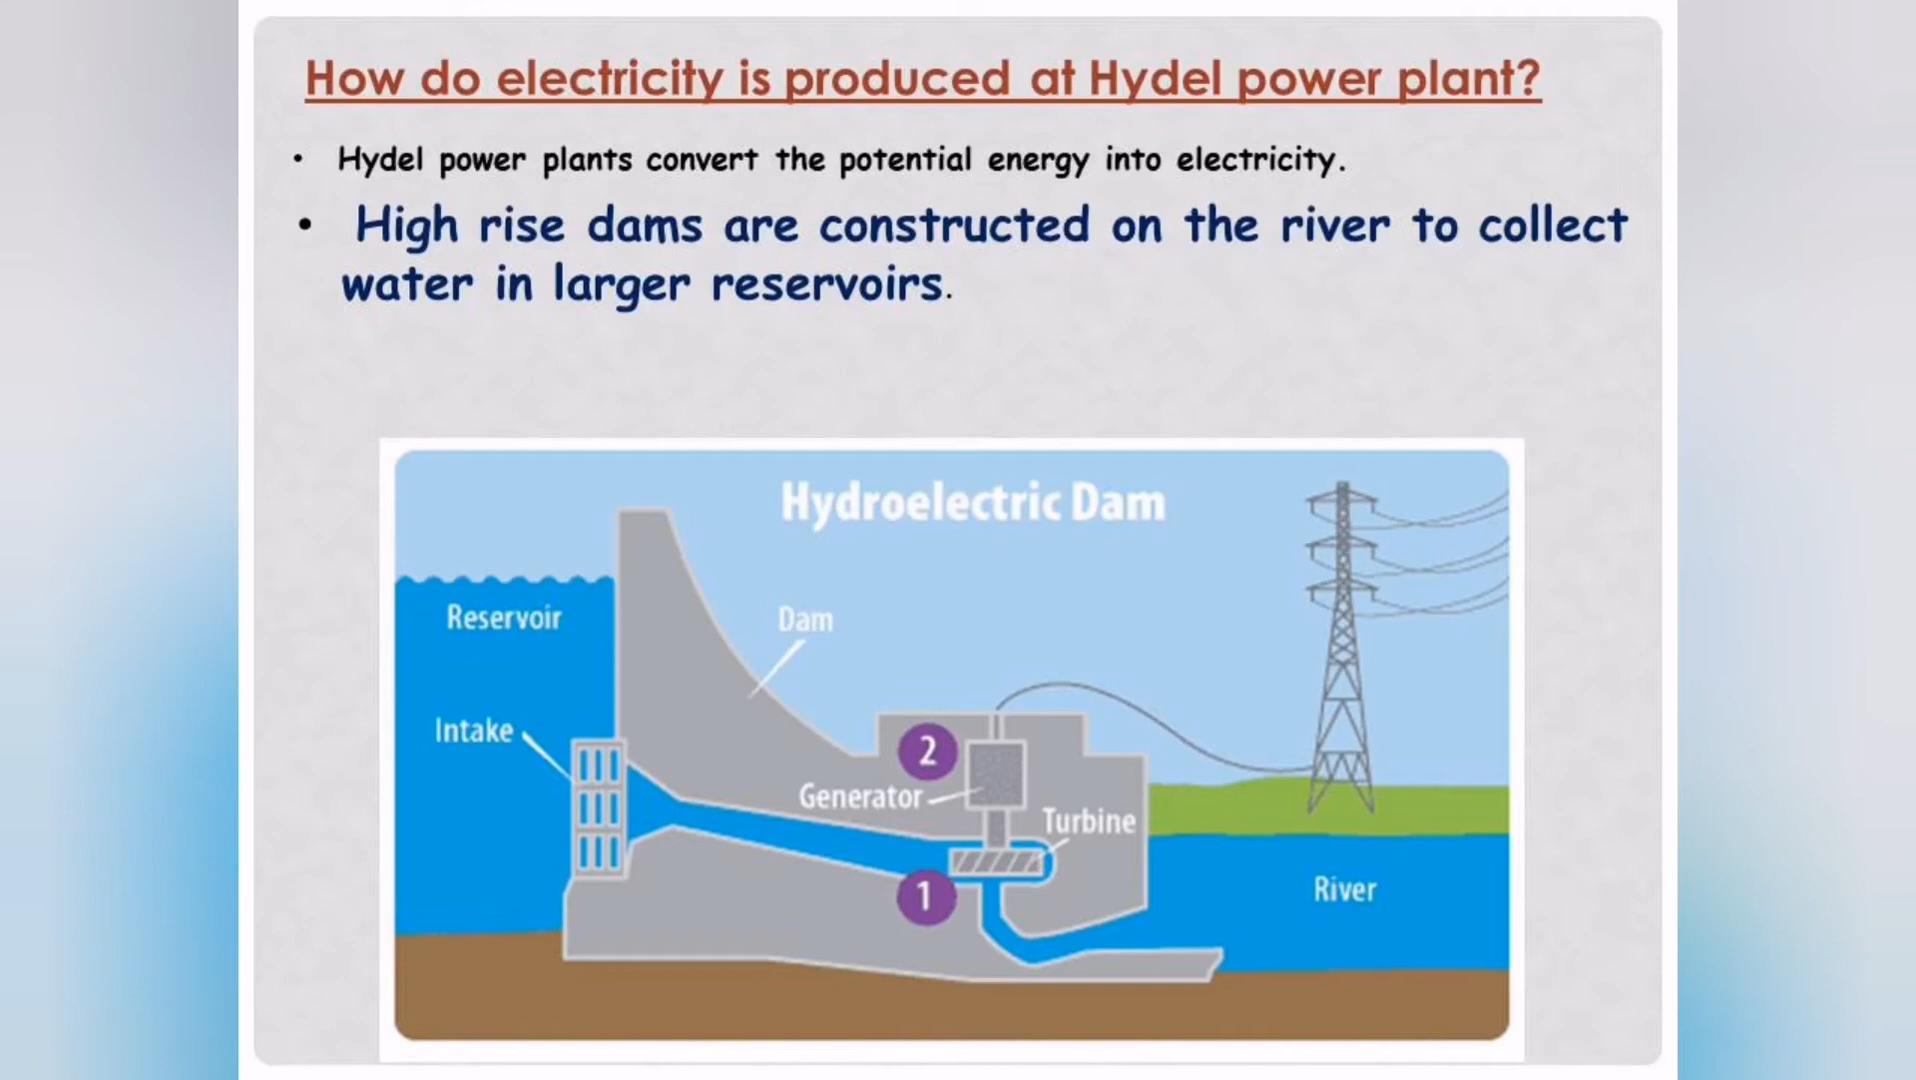 How do electricity is produced at Hydel power plant?
• Hydel power plants convert the potential energy into electricity.
• High rise dams are constructed on the river to collect
water in larger reservoirs.
Hydroelectric Dam
Reservoir
Dam
Intake
2
Generator
Turbine
1
River